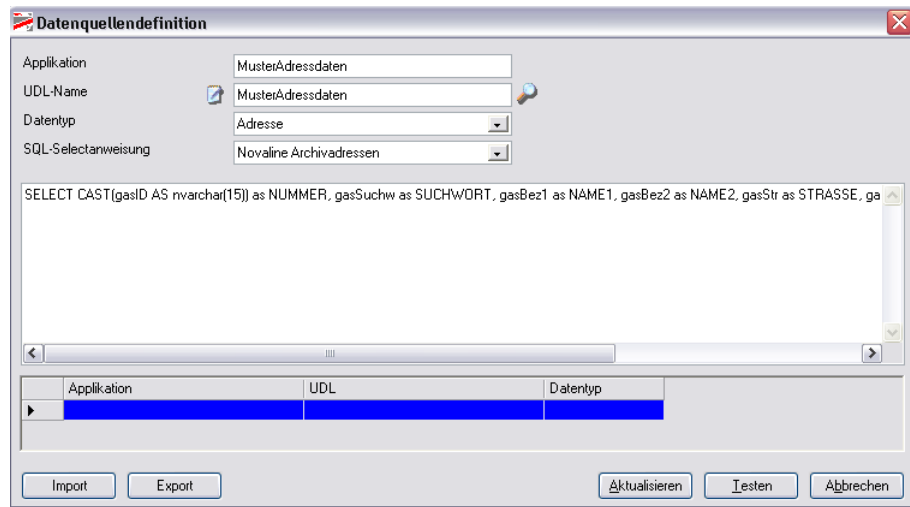 Datenquellendefinition
Applikation MusterAdressdaten
UDL-Name MusterAdressdaten
Datentyp Adresse
SQL-Selectanweisung Novaline Archivadressen
SELECT CAST(gasID AS nvarchar(15)) as NUMMER, gasSuchw as SUCHWORT, gasBez1 as NAME1, gasBez2 as NAME2, gasStr as STRASSE, ga
Applikation UDL Datentyp
Import Export Aktualisieren Testen Abbrechen